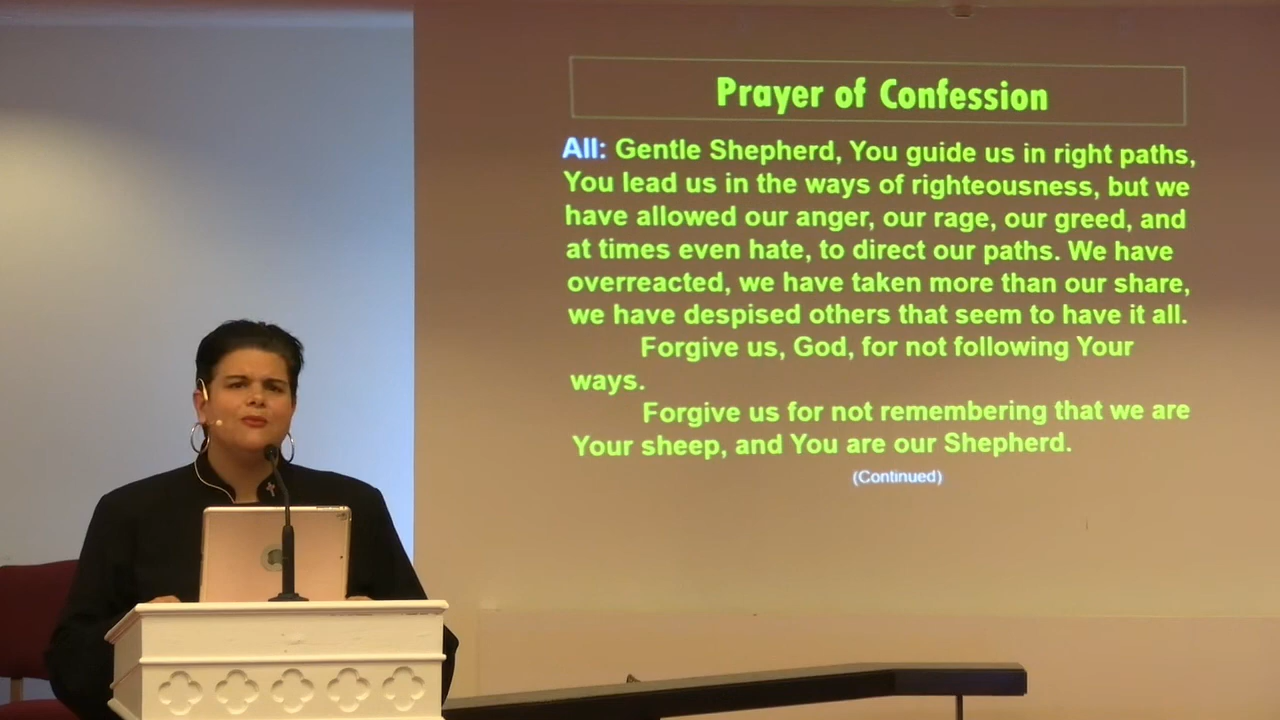 Prayer of Confession
All: Gentle Shepherd, You guide us in right paths,
You lead us in the ways of righteousness, but we
have allowed our anger, our rage, our greed, and
at times even hate, to direct our paths. We have
overreacted, we have taken more than our share,
we have despised others that seem to have it all.
Forgive us, God, for not following Your
ways.
Forgive us for not remembering that we are
Your sheep, and You are our Shepherd.
(Continued)